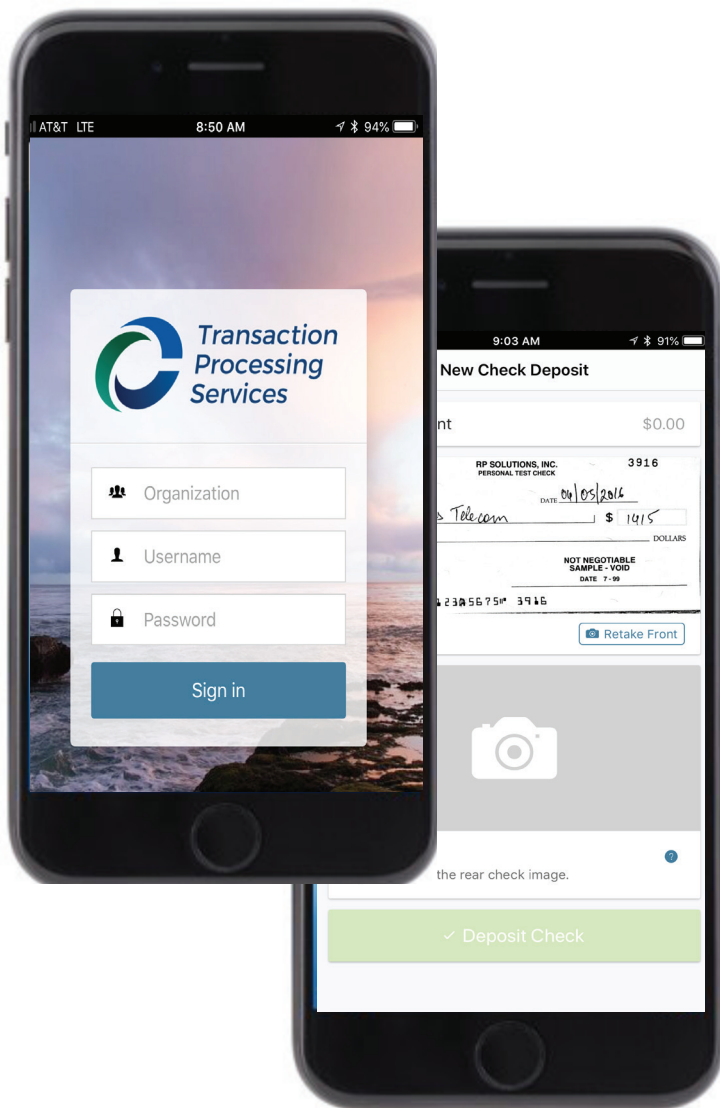 AT&T LTE 8:50 AM 94%
Transaction
Processing
Services
Organization
Username
Password
Sign in
9:03 AM 91%
New Check Deposit
nt $0.00
RP SOLUTIONS, INC. 3916
PERSONAL TEST CHECK
DATE 04/05/2016
s Telecom $ 1415
DOLLARS
NOT NEGOTIABLE
SAMPLE - VOID
DATE 7-99
3916
Retake Front
?
the rear check image.
Deposit Check